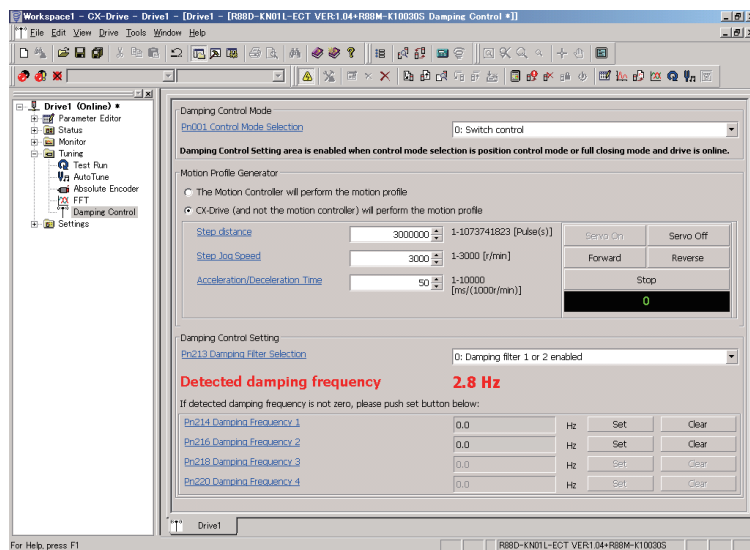 Workspace1 - CX-Drive - Drive1 - [Drive1 - [R88D-KN01L-ECT VER:1.04+R88M-K10030S Damping Control *]]
File Edit View Drive Tools Window Help
Drive1 (Online) *
Parameter Editor
Status
Monitor
Tuning
Test Run
AutoTune
Absolute Encoder
FFT
Damping Control
Settings
Damping Control Mode
Pn001 Control Mode Selection
0: Switch control
Damping Control Setting area is enabled when control mode selection is position control mode or full closing mode and drive is online.
Motion Profile Generator
The Motion Controller will perform the motion profile
CX-Drive (and not the motion controller) will perform the motion profile
Step distance 3000000 1-1073741823 [Pulse(s)] Servo On Servo Off
Step Jog Speed 3000 1-3000 [r/min] Forward Reverse
Acceleration/Deceleration Time 50 1-10000 Stop
[ms/(1000r/min)]
0
Damping Control Setting
Pn213 Damping Filter Selection 0: Damping filter 1 or 2 enabled
Detected damping frequency 2.8 Hz
If detected damping frequency is not zero, please push set button below:
Pn214 Damping Frequency 1 0.0 Hz Set Clear
Pn216 Damping Frequency 2 0.0 Hz Set Clear
Pn218 Damping Frequency 3 0.0 Hz Set Clear
Pn220 Damping Frequency 4 0.0 Hz Set Clear
Drive1
For Help, press F1
R88D-KN01L-ECT VER:1.04+R88M-K10030S